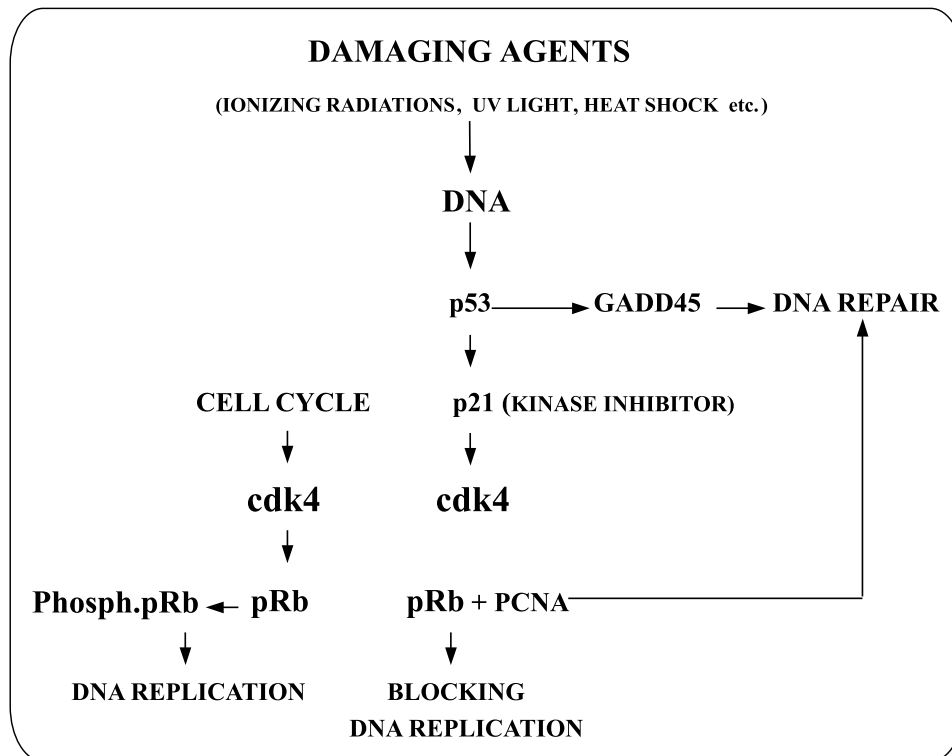 DAMAGING AGENTS
(IONIZING RADIATIONS, UV LIGHT, HEAT SHOCK etc.)
DNA
p53 GADD45 DNA REPAIR
CELL CYCLE p21 (KINASE INHIBITOR)
cdk4 cdk4
Phosph.pRb pRb pRb + PCNA
DNA REPLICATION BLOCKING
DNA REPLICATION